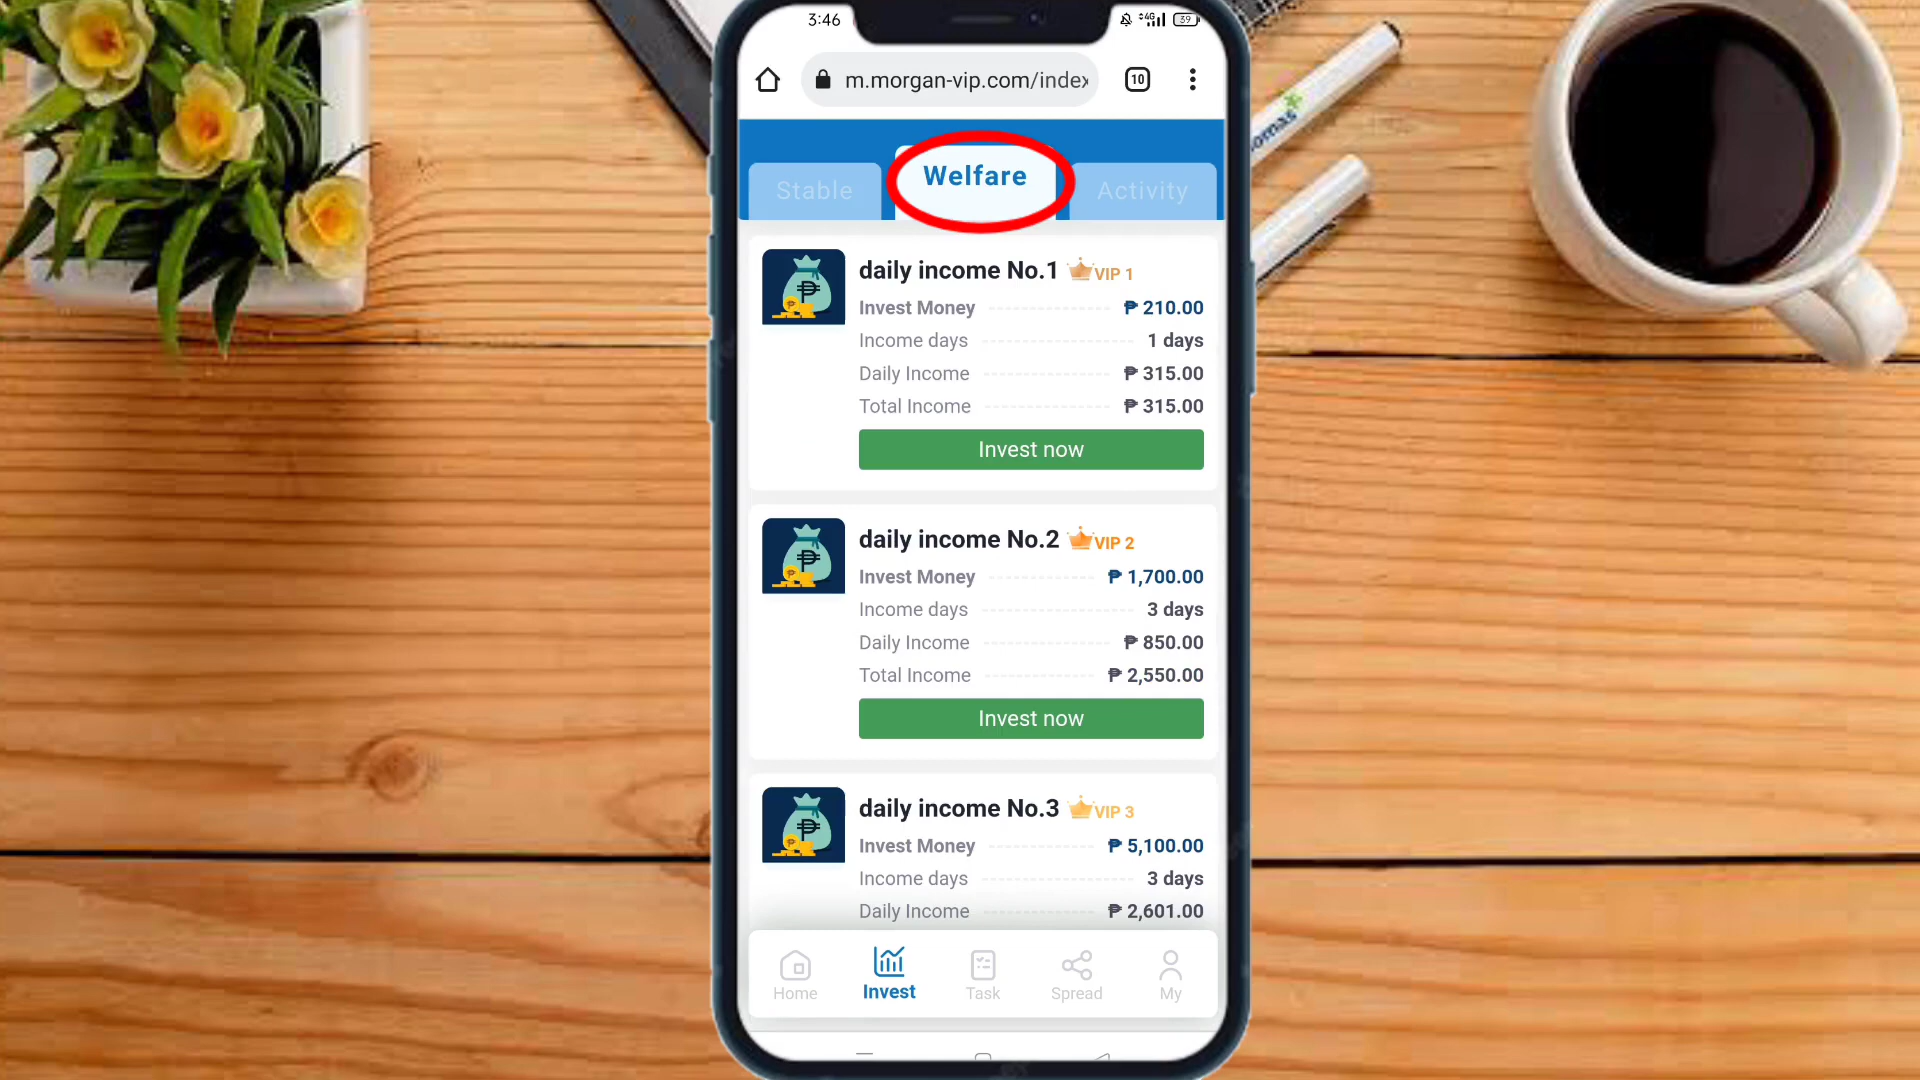 3:46
4G
39
m.morgan-vip.com/index
10
Stable
Welfare
Activity
daily income No.1 VIP 1
Invest Money ₱ 210.00
Income days 1 days
Daily Income ₱ 315.00
Total Income ₱ 315.00
Invest now
daily income No.2 VIP 2
Invest Money ₱ 1,700.00
Income days 3 days
Daily Income ₱ 850.00
Total Income ₱ 2,550.00
Invest now
daily income No.3 VIP 3
Invest Money ₱ 5,100.00
Income days 3 days
Daily Income ₱ 2,601.00
Home
Invest
Task
Spread
My